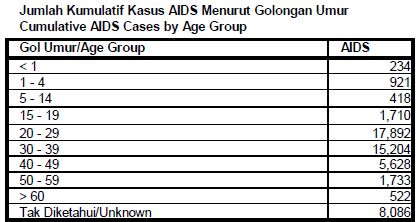 Jumlah Kumulatif Kasus AIDS Menurut Golongan Umur
Cumulative AIDS Cases by Age Group
Gol Umur/Age Group AIDS
< 1 234
1 - 4 921
5 - 14 418
15 - 19 1,710
20 - 29 17,892
30 - 39 15,204
40 - 49 5,628
50 - 59 1,733
> 60 522
Tak Diketahui/Unknown 8,086